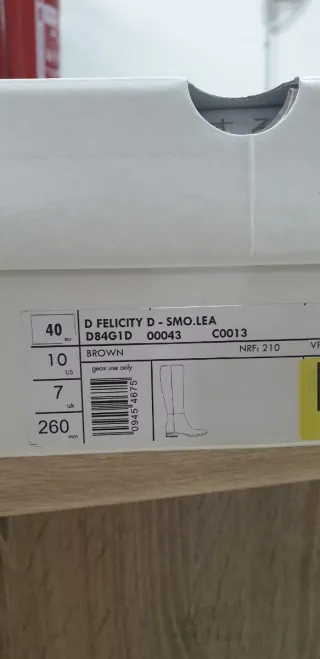 40 eu
10 us
7 uk
260 mm
D FELICITY D - SMO.LEA
D84G1D 00043 C0013
BROWN NRF: 210
geox use only
0945 4675